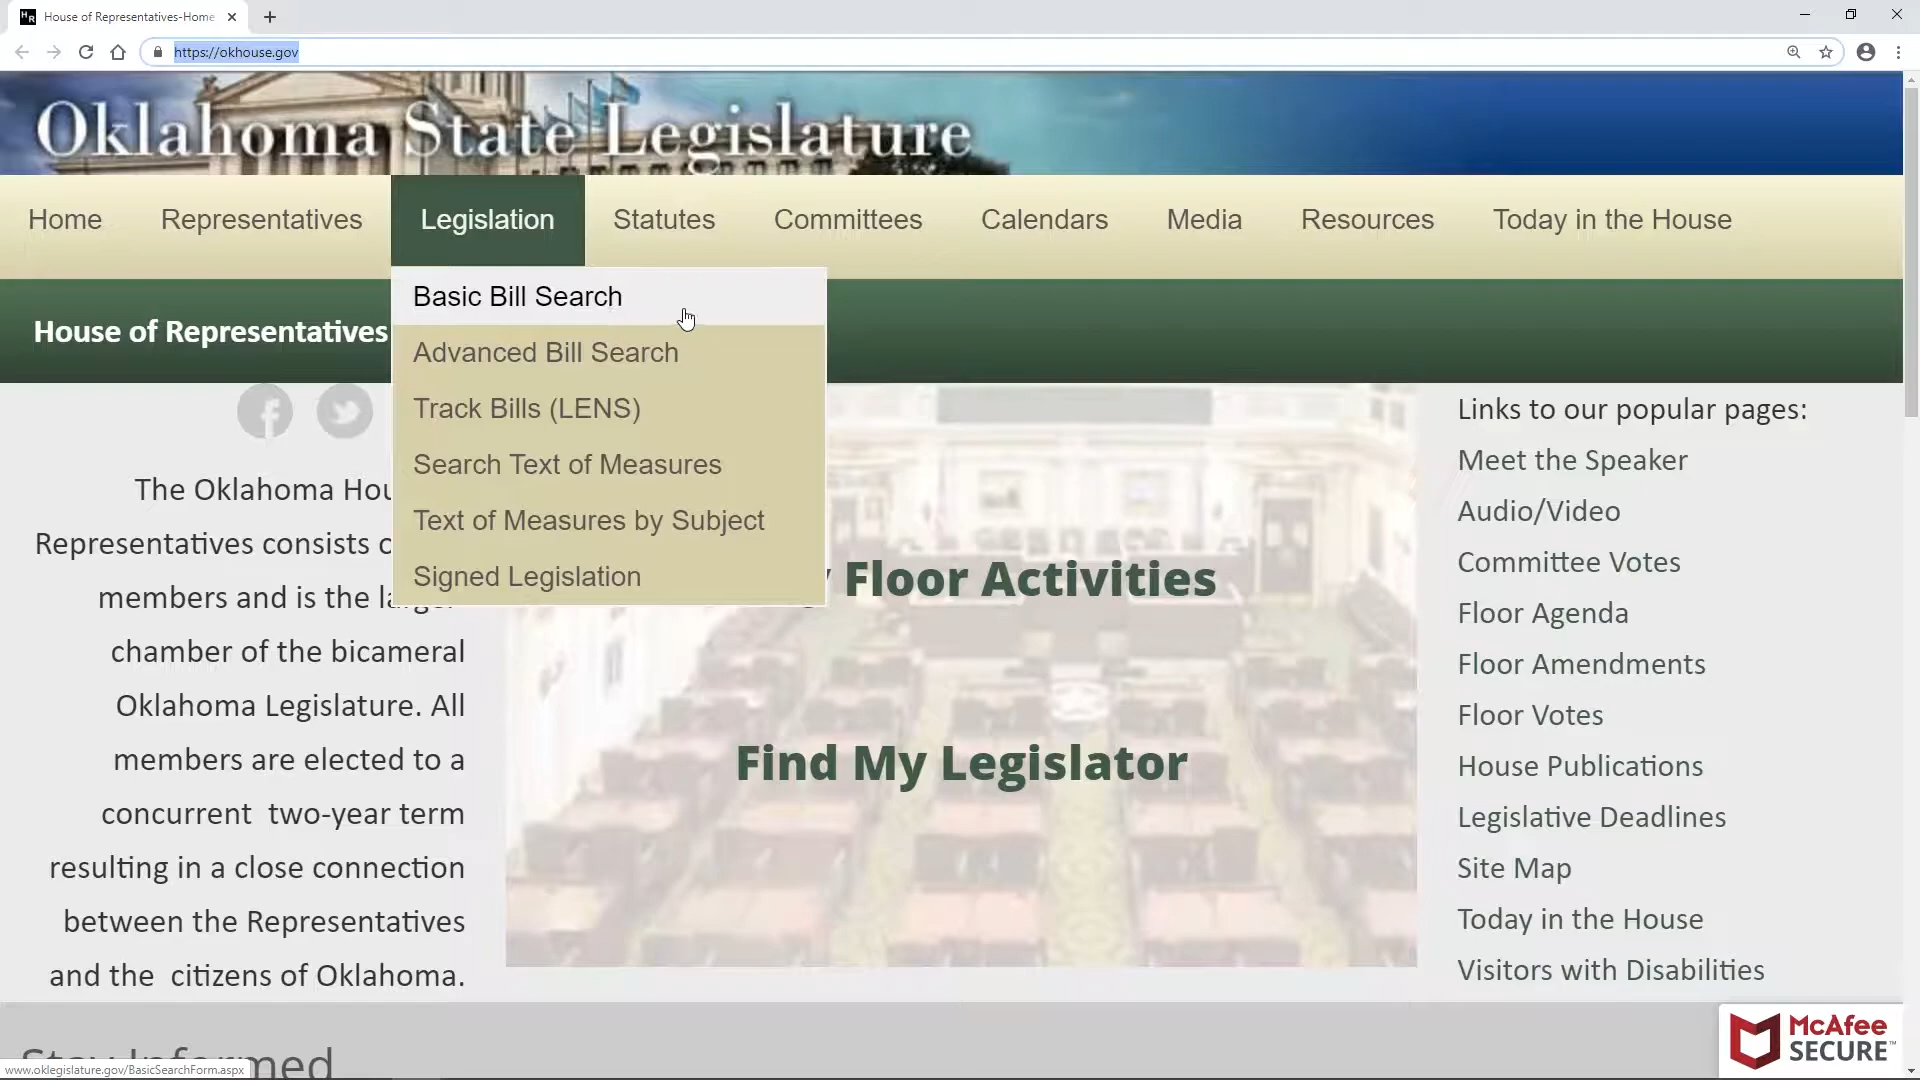 House of Representatives-Home
https://okhouse.gov
Oklahoma State Legislature
Home Representatives Legislation Statutes Committees Calendars Media Resources Today in the House
Basic Bill Search
Advanced Bill Search
Track Bills (LENS)
Search Text of Measures
Text of Measures by Subject
Signed Legislation
House of Representatives
The Oklahoma Hou
Representatives consists
members and is the larger
chamber of the bicameral
Oklahoma Legislature. All
members are elected to a
concurrent two-year term
resulting in a close connection
between the Representatives
and the citizens of Oklahoma.
Floor Activities
Find My Legislator
Links to our popular pages:
Meet the Speaker
Audio/Video
Committee Votes
Floor Agenda
Floor Amendments
Floor Votes
House Publications
Legislative Deadlines
Site Map
Today in the House
Visitors with Disabilities
Stay Informed
www.oklegislature.gov/BasicSearchForm.aspx
McAfee
SECURE™